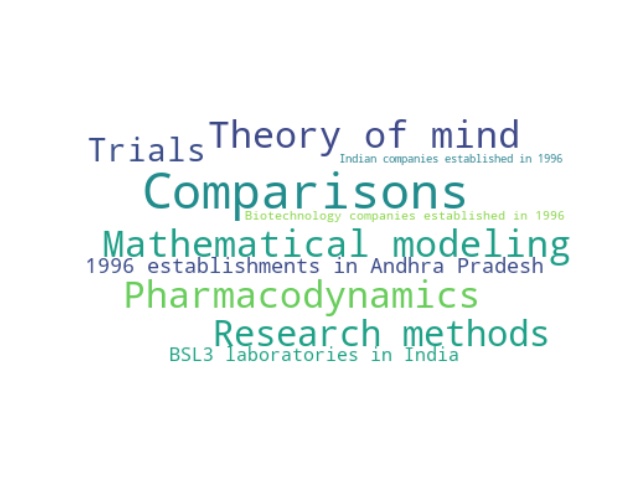 Theory of mind
Trials
Indian companies established in 1996
Comparisons
Biotechnology companies established in 1996
Mathematical modeling
1996 establishments in Andhra Pradesh
Pharmacodynamics
Research methods
BSL3 laboratories in India